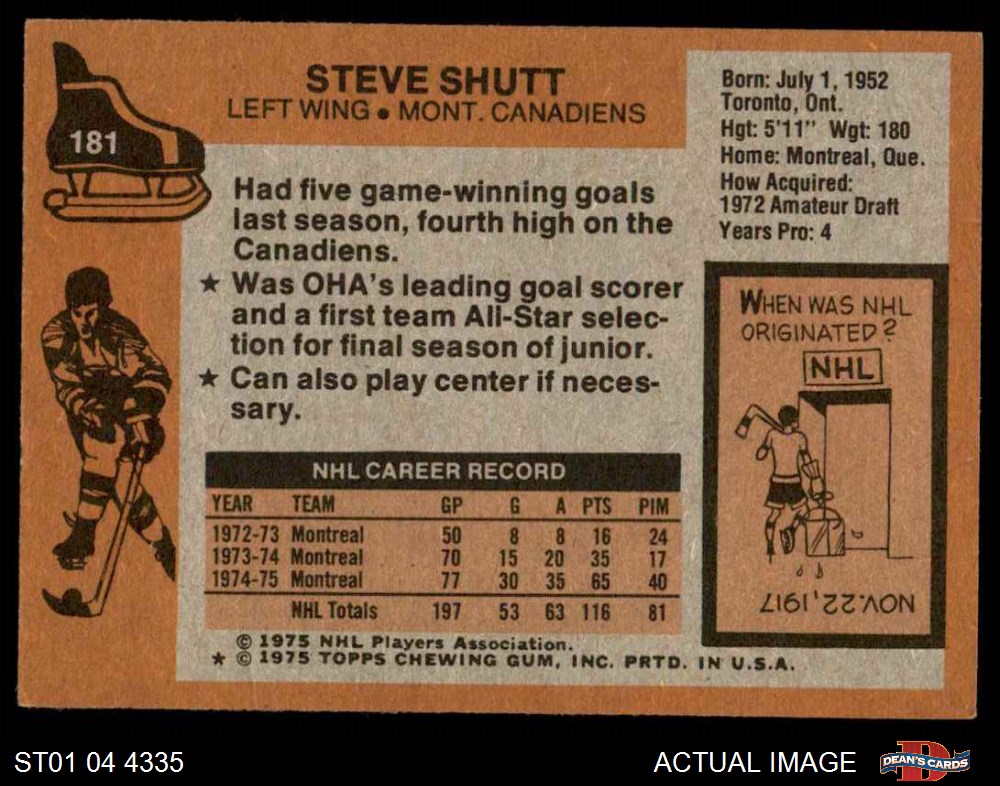 181
STEVE SHUTT
LEFT WING ● MONT. CANADIENS
Born: July 1, 1952
Toronto, Ont.
Hgt: 5'11" Wgt: 180
Home: Montreal, Que.
How Acquired:
1972 Amateur Draft
Years Pro: 4
Had five game-winning goals
last season, fourth high on the
Canadiens.
★ Was OHA's leading goal scorer
and a first team All-Star selec-
tion for final season of junior.
★ Can also play center if neces-
sary.
WHEN WAS NHL
ORIGINATED?
NHL
NOV. 22, 1917
NHL CAREER RECORD
YEAR TEAM GP G A PTS PIM
1972-73 Montreal 50 8 8 16 24
1973-74 Montreal 70 15 20 35 17
1974-75 Montreal 77 30 35 65 40
NHL Totals 197 53 63 116 81
© 1975 NHL Players Association.
★ © 1975 TOPPS CHEWING GUM, INC. PRTD. IN U.S.A.
ST01 04 4335
ACTUAL IMAGE
D
DEAN'S CARDS